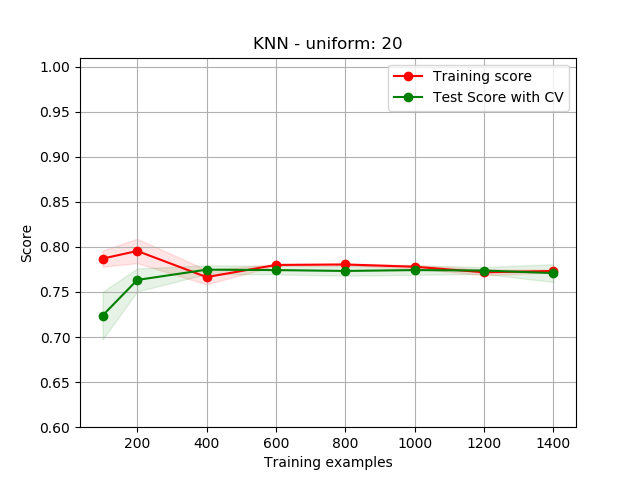 KNN - uniform: 20
Training score
Test Score with CV
1.00
0.95
0.90
0.85
0.80
0.75
0.70
0.65
0.60
Score
200 400 600 800 1000 1200 1400
Training examples